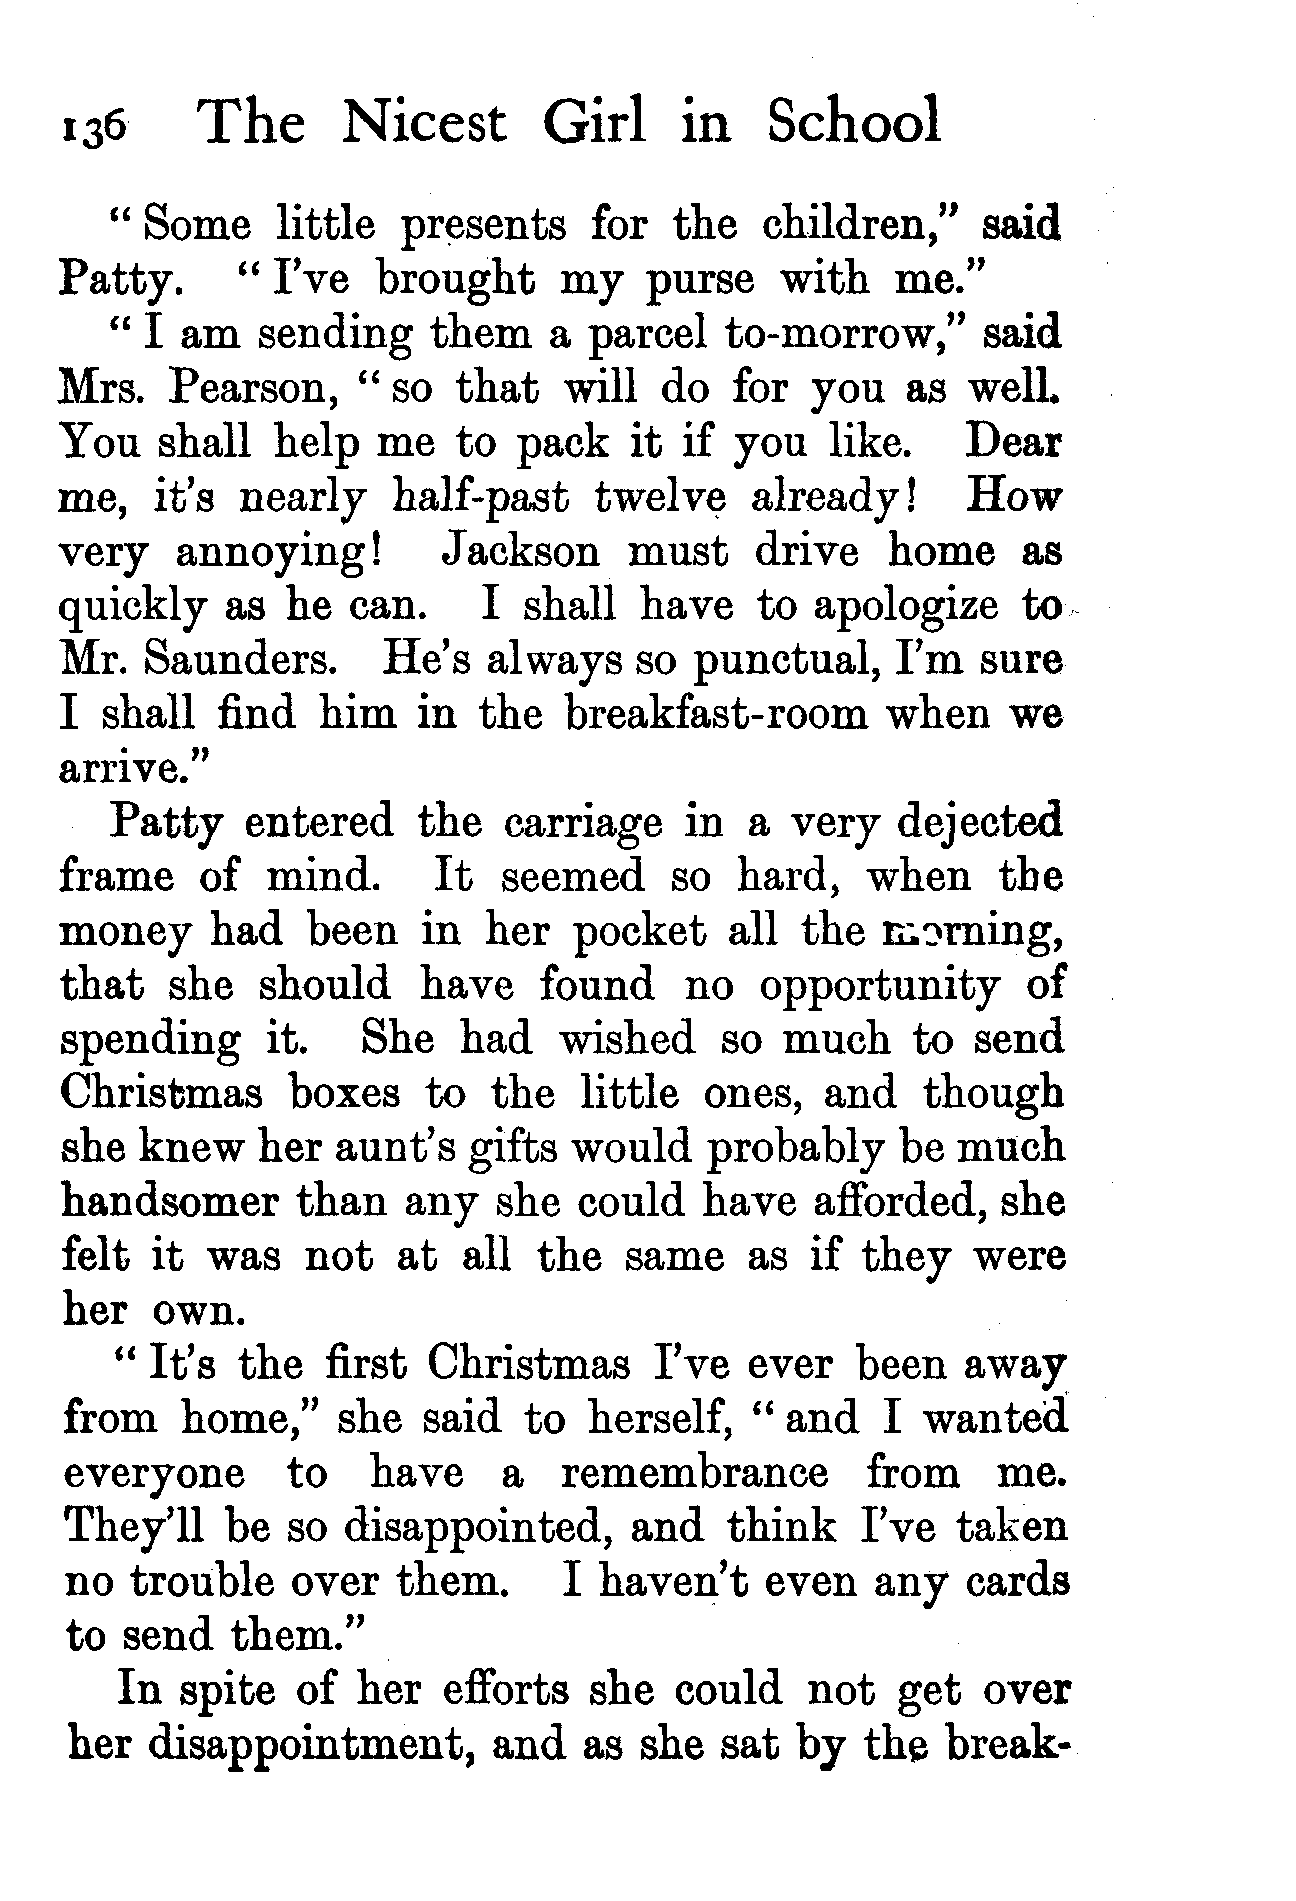 136 The Nicest Girl in School
“ Some little presents for the children,” said
Patty. “ I've brought my purse with me.”
“ I am sending them a parcel to-morrow,” said
Mrs. Pearson, “ so that will do for you as well.
You shall help me to pack it if you like. Dear
me, it's nearly half-past twelve already! How
very annoying! Jackson must drive home as
quickly as he can. I shall have to apologize to
Mr. Saunders. He's always so punctual, I'm sure
I shall find him in the breakfast-room when we
arrive.”
Patty entered the carriage in a very dejected
frame of mind. It seemed so hard, when the
money had been in her pocket all the morning,
that she should have found no opportunity of
spending it. She had wished so much to send
Christmas boxes to the little ones, and though
she knew her aunt's gifts would probably be much
handsomer than any she could have afforded, she
felt it was not at all the same as if they were
her own.
“ It's the first Christmas I've ever been away
from home,” she said to herself, “ and I wanted
everyone to have a remembrance from me.
They'll be so disappointed, and think I've taken
no trouble over them. I haven't even any cards
to send them.”
In spite of her efforts she could not get over
her disappointment, and as she sat by the break-